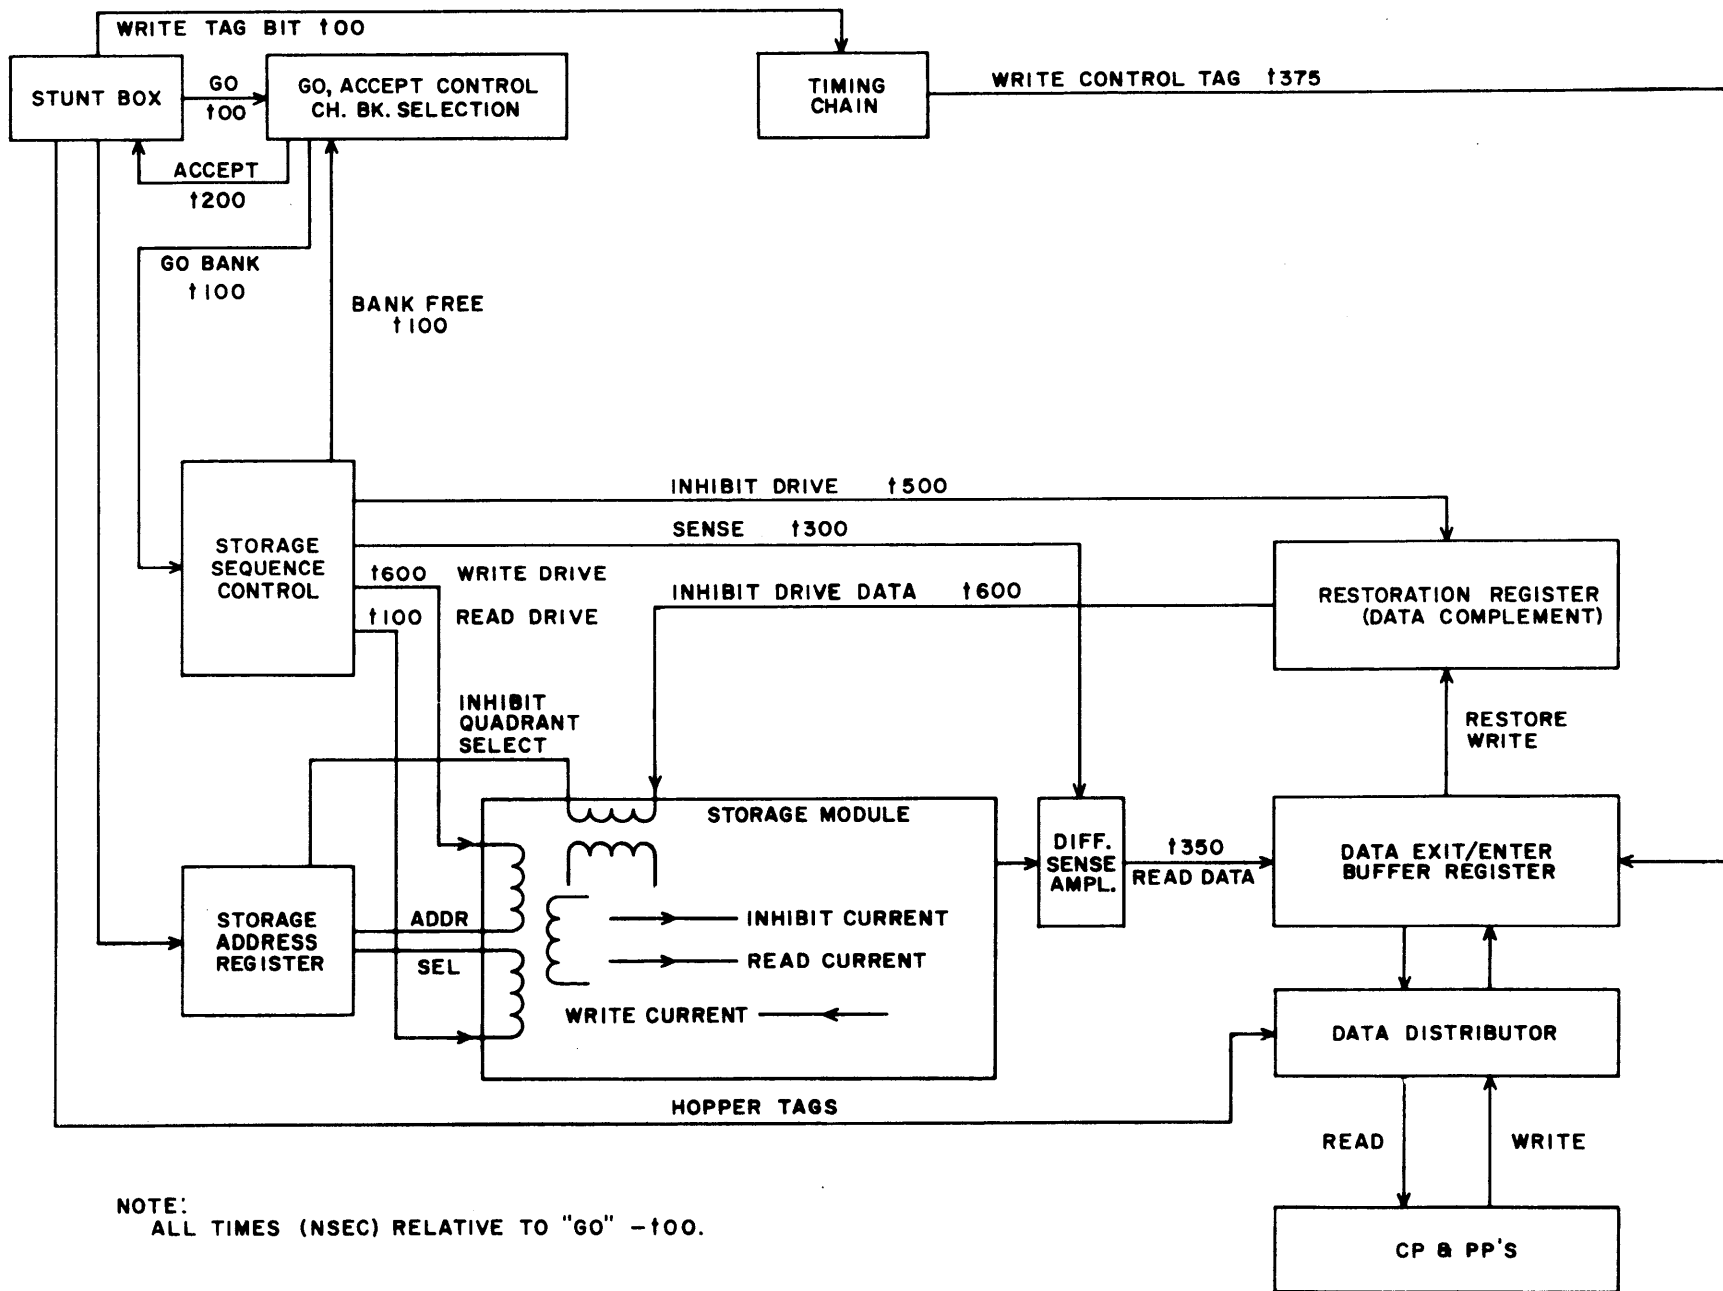 WRITE TAG BIT t00
STUNT BOX
GO
t00
GO, ACCEPT CONTROL
CH. BK. SELECTION
TIMING
CHAIN
WRITE CONTROL TAG t375
ACCEPT
t200
GO BANK
t100
BANK FREE
t100
STORAGE
SEQUENCE
CONTROL
INHIBIT DRIVE t500
SENSE t300
t600 WRITE DRIVE
INHIBIT DRIVE DATA t600
t100 READ DRIVE
RESTORATION REGISTER
(DATA COMPLEMENT)
INHIBIT
QUADRANT
SELECT
RESTORE
WRITE
STORAGE MODULE
DIFF.
SENSE
AMPL.
t350
READ DATA
DATA EXIT/ENTER
BUFFER REGISTER
STORAGE
ADDRESS
REGISTER
ADDR
SEL
INHIBIT CURRENT
READ CURRENT
WRITE CURRENT
DATA DISTRIBUTOR
HOPPER TAGS
READ
WRITE
CP & PP'S
NOTE:
ALL TIMES (NSEC) RELATIVE TO "GO" -t00.